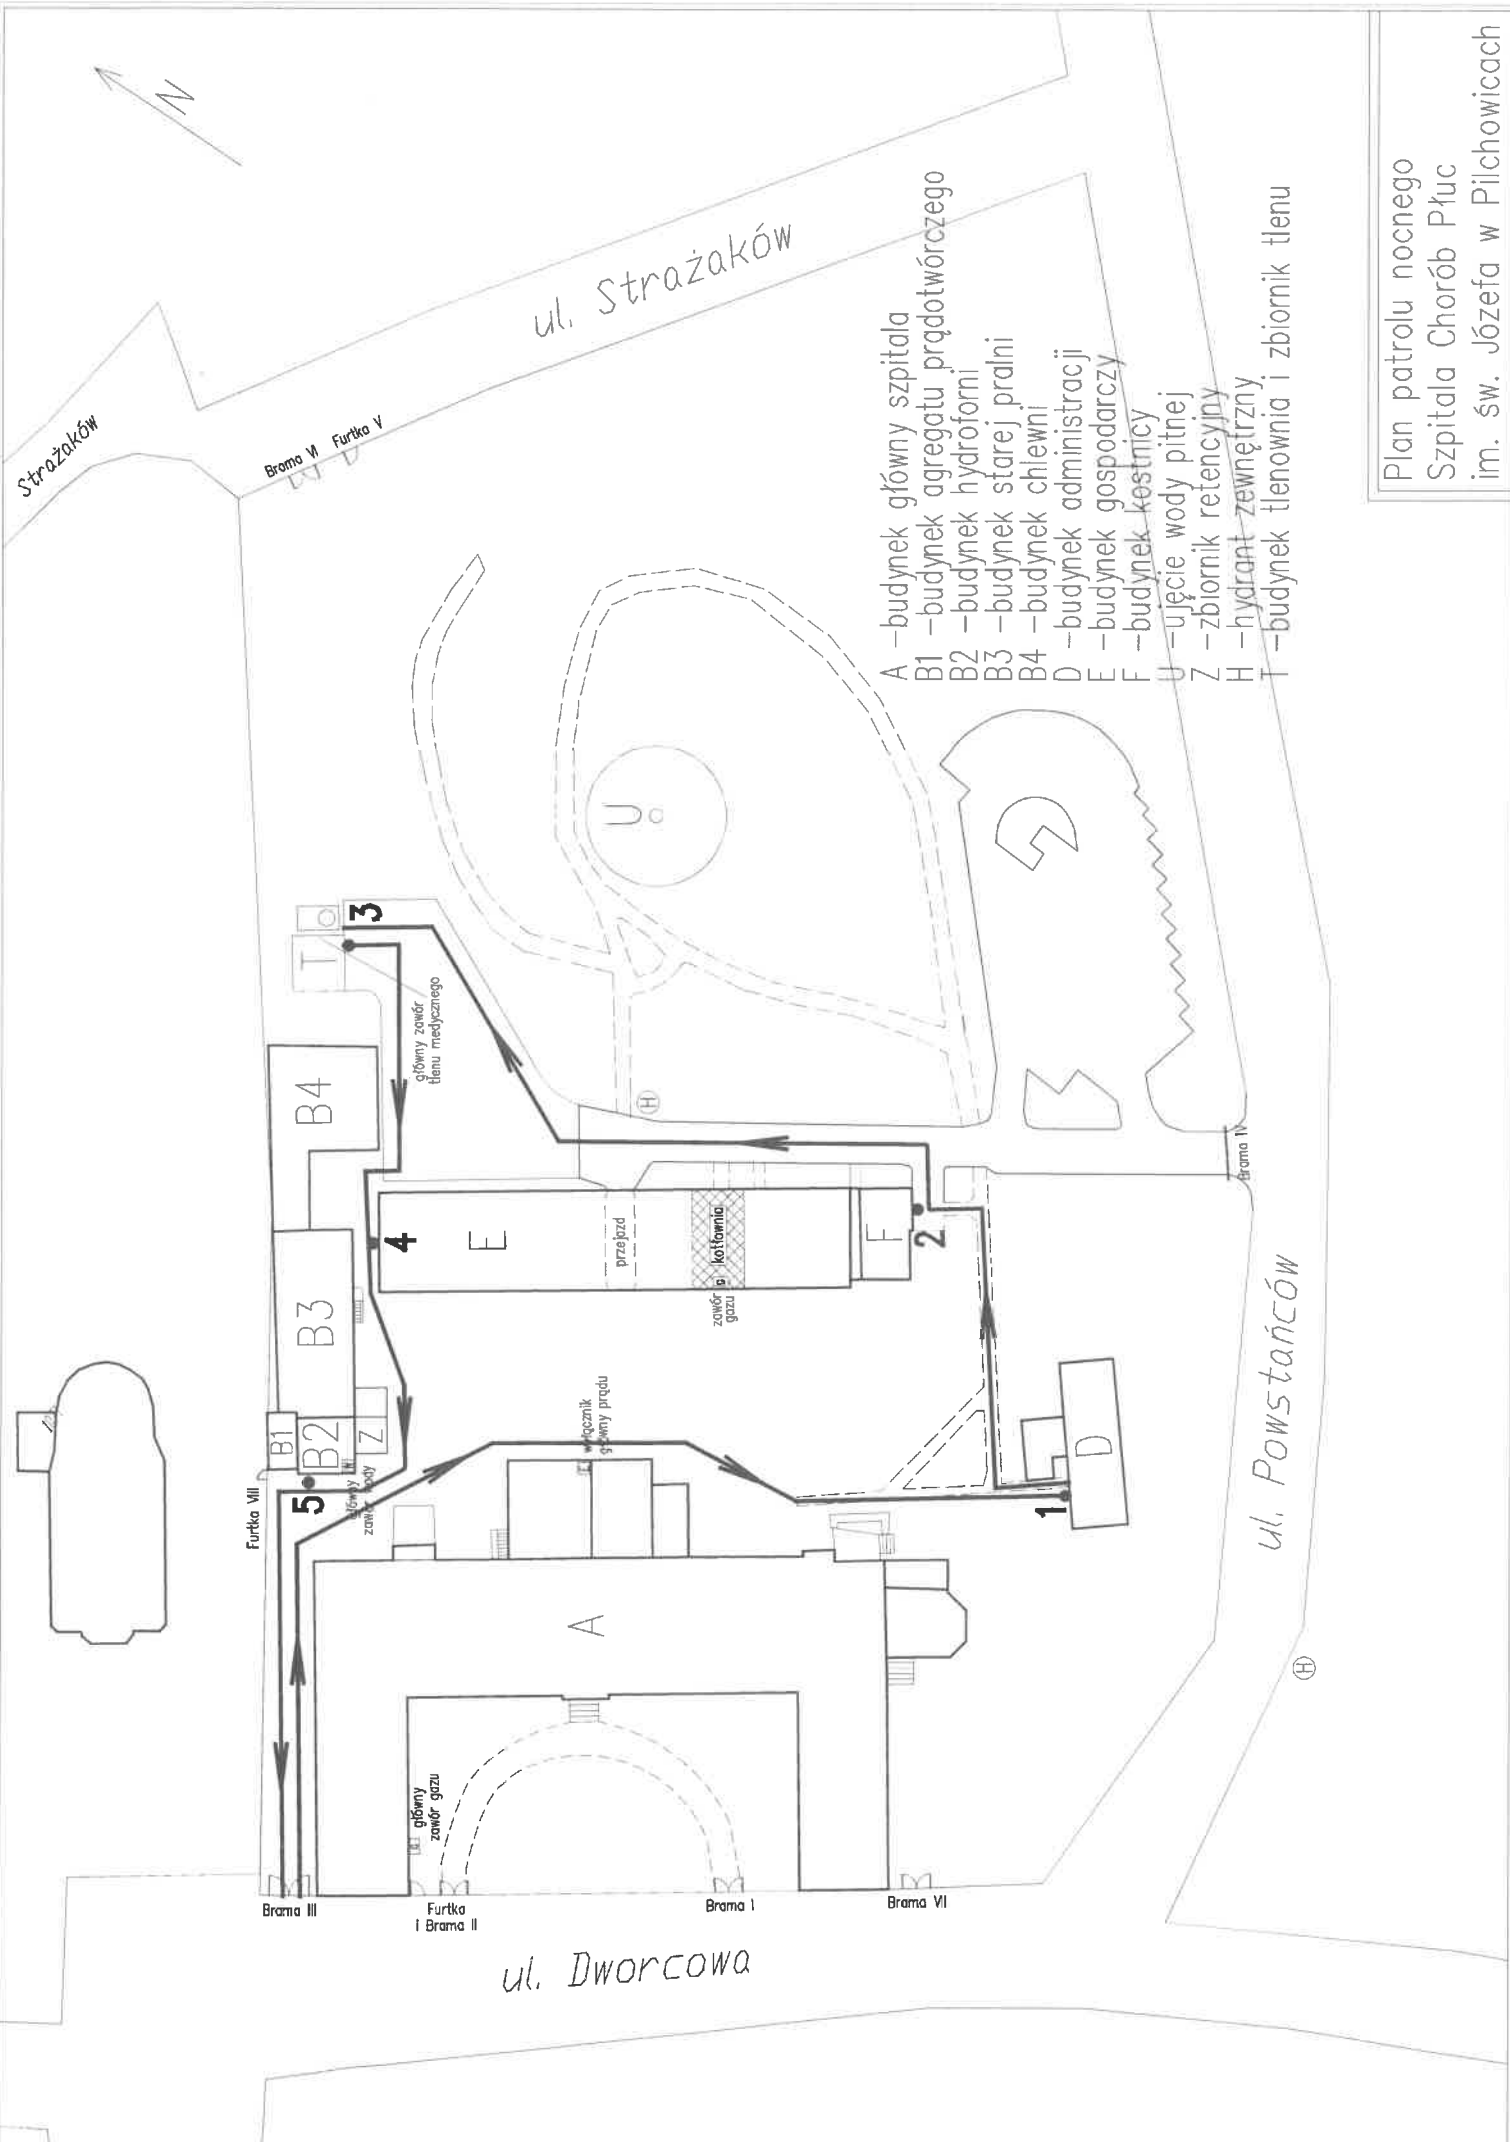 N
Strażaków
Brama VI
Furtka V
ul. Strażaków
A -budynek główny szpitala
B1 -budynek agregatu prądotwórczego
B2 -budynek hydroforni
B3 -budynek starej pralni
B4 -budynek chlewni
D -budynek administracji
E -budynek gospodarczy
F -budynek kostnicy
U -ujęcie wody pitnej
Z -zbiornik retencyjny
H -hydrant zewnętrzny
T -budynek tlenownia i zbiornik tlenu
Plan patrolu nocnego
Szpitala Chorób Płuc
im. św. Józefa w Pilchowicach
U
3
T
główny zawór
tlenu medycznego
B4
H
4
E
przejazd
kotłownia
zawór
gazu
G
F
2
Brama IV
B3
B1
B2
Z
Furtka VIII
5
główny
zawór wody
wyłącznik
główny prądu
1
D
ul. Powstańców
H
A
główny
zawór gazu
G
Brama III
Furtka
i Brama II
Brama I
Brama VII
ul. Dworcowa